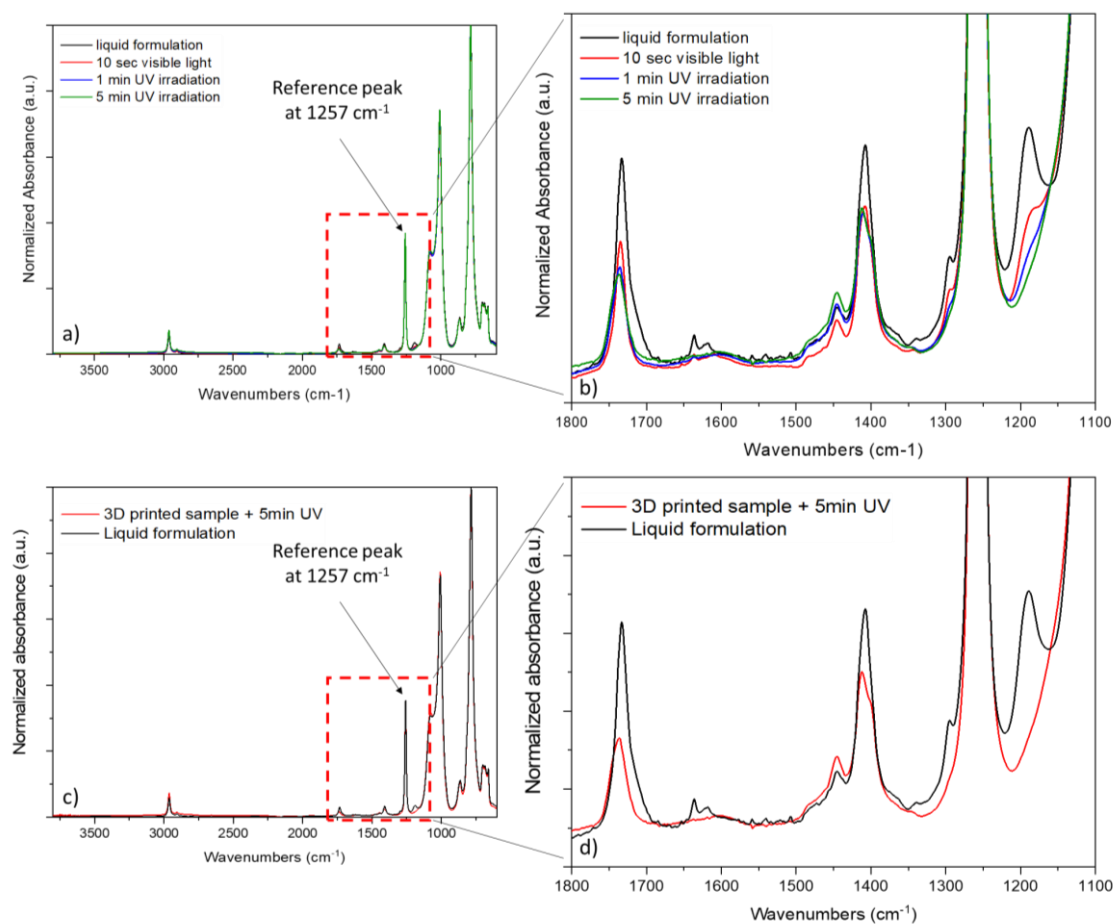 liquid formulation
10 sec visible light
1 min UV irradiation
5 min UV irradiation
Reference peak
at 1257 cm-1
Normalized Absorbance (a.u.)
a)
3500 3000 2500 2000 1500 1000
Wavenumbers (cm-1)
liquid formulation
10 sec visible light
1 min UV irradiation
5 min UV irradiation
Normalized Absorbance (a.u.)
b)
1800 1700 1600 1500 1400 1300 1200 1100
Wavenumbers (cm-1)
3D printed sample + 5min UV
Liquid formulation
Reference peak
at 1257 cm-1
Normalized absorbance (a.u.)
c)
3500 3000 2500 2000 1500 1000
Wavenumbers (cm-1)
3D printed sample + 5min UV
Liquid formulation
Normalized absorbance (a.u.)
d)
1800 1700 1600 1500 1400 1300 1200 1100
Wavenumbers (cm-1)